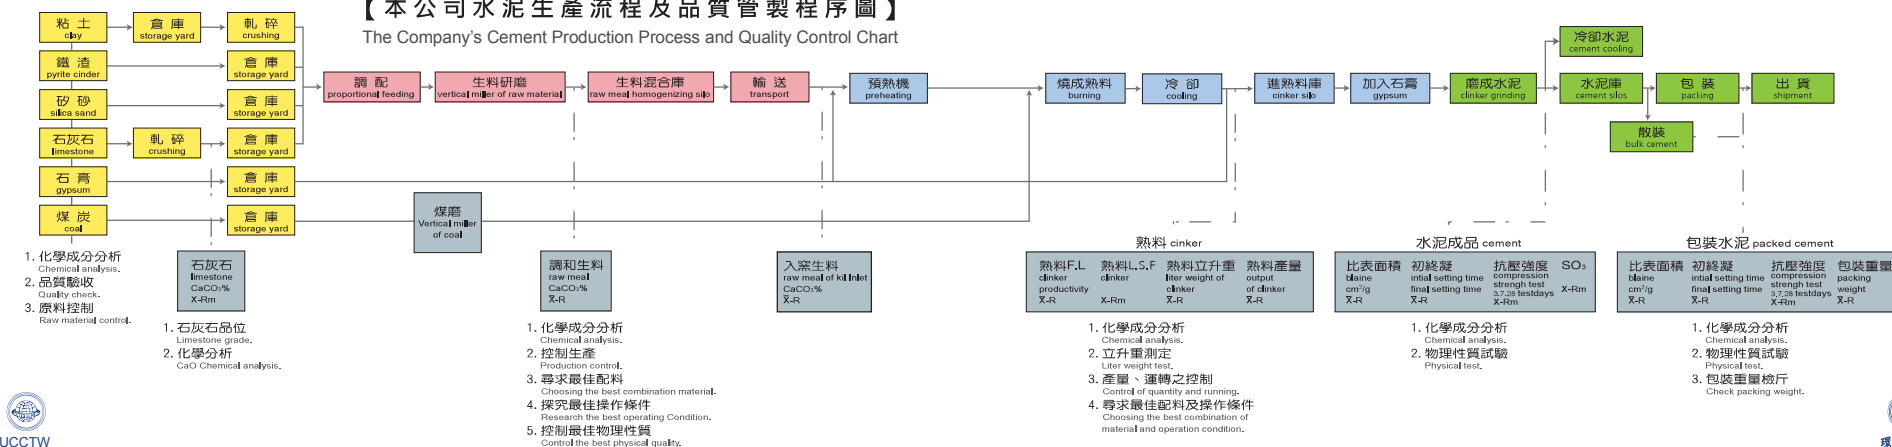 【本公司水泥生產流程及品質管製程序圖】
The Company's Cement Production Process and Quality Control Chart
粘土
clay
倉庫
storage yard
軋碎
crushing
鐵渣
pyrite cinder
倉庫
storage yard
矽砂
silica sand
倉庫
storage yard
石灰石
limestone
軋碎
crushing
倉庫
storage yard
石膏
gypsum
倉庫
storage yard
煤炭
coal
倉庫
storage yard
調配
proportional feeding
生料研磨
vertical miller of raw material
生料混合庫
raw meal homogenizing silo
輸送
transport
預熱機
preheating
燒成熟料
burning
冷卻
cooling
進熟料庫
cinker silo
加入石膏
gypsum
磨成水泥
clinker grinding
冷卻水泥
cement cooling
水泥庫
cement silos
包裝
packing
出貨
shipment
散裝
bulk cement
煤磨
Vertical miller
of coal
1. 化學成分分析
Chemical analysis.
2. 品質驗收
Quality check.
3. 原料控制
Raw material control.
石灰石
limestone
CaCO₃%
X-Rm
1. 石灰石品位
Limestone grade.
2. 化學分析
CaO Chemical analysis.
調和生料
raw meal
CaCO₃%
X̄-R
1. 化學成分分析
Chemical analysis.
2. 控制生產
Production control.
3. 尋求最佳配料
Choosing the best combination material.
4. 探究最佳操作條件
Research the best operating Condition.
5. 控制最佳物理性質
Control the best physical quality.
入窯生料
raw meal of kil Inlet
CaCO₃%
X̄-R
熟料 cinker
熟料F.L
clinker
productivity
X̄-R
熟料L.S.F
clinker
X-Rm
熟料立升重
liter weight of
clinker
X̄-R
熟料產量
output
of clinker
X̄-R
1. 化學成分分析
Chemical analysis.
2. 立升重測定
Liter weight test.
3. 產量、運轉之控制
Control of quantity and running.
4. 尋求最佳配料及操作條件
Choosing the best combination of
material and operation condition.
水泥成品 cement
比表面積
blaine
cm²/g
X̄-R
初終凝
intial setting time
final setting time
X̄-R
抗壓強度
compression
strengh test
3.7.28 testdays
X-Rm
SO₃
X-Rm
1. 化學成分分析
Chemical analysis.
2. 物理性質試驗
Physical test.
包裝水泥 packed cement
比表面積
blaine
cm²/g
X̄-R
初終凝
intial setting time
final setting time
X̄-R
抗壓強度
compression
strengh test
3,7,28 testdays
X-Rm
包裝重量
packing
weight
X̄-R
1. 化學成分分析
Chemical analysis.
2. 物理性質試驗
Physical test.
3. 包裝重量檢斤
Check packing weight.
UCCTW
環